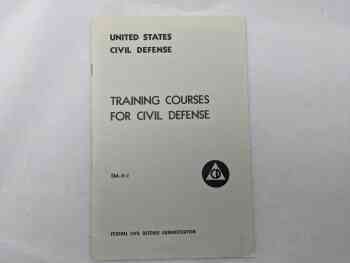 UNITED STATES
CIVIL DEFENSE
TRAINING COURSES
FOR CIVIL DEFENSE
CD
FEDERAL CIVIL DEFENSE ADMINISTRATION